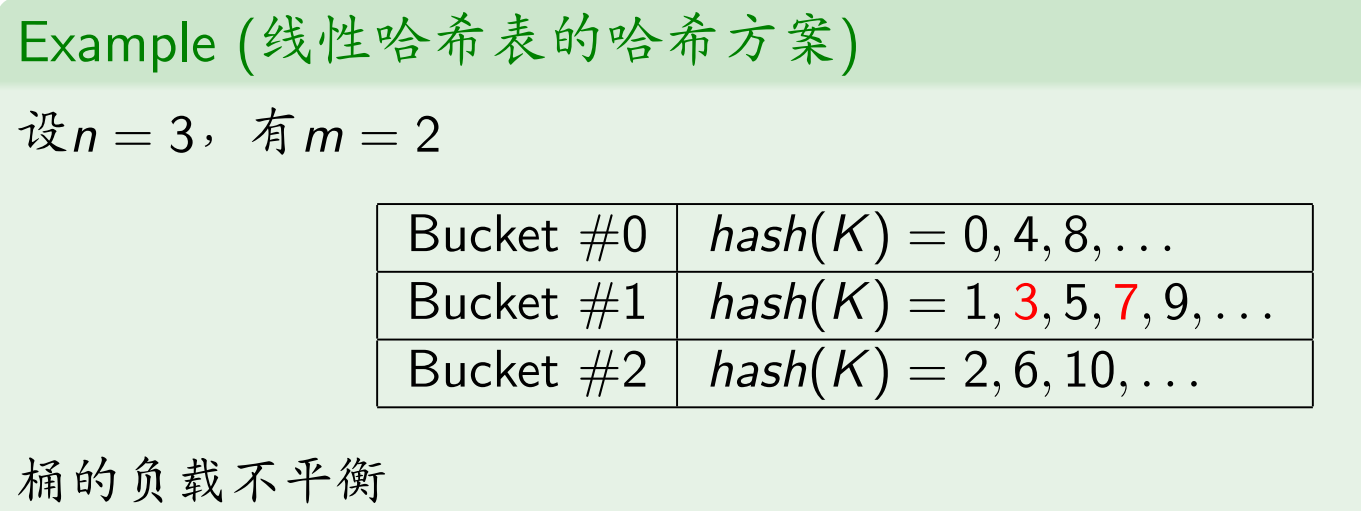 Example (线性哈希表的哈希方案)
设n = 3，有m = 2
Bucket #0 hash(K) = 0, 4, 8, . . .
Bucket #1 hash(K) = 1, 3, 5, 7, 9, . . .
Bucket #2 hash(K) = 2, 6, 10, . . .
桶的负载不平衡